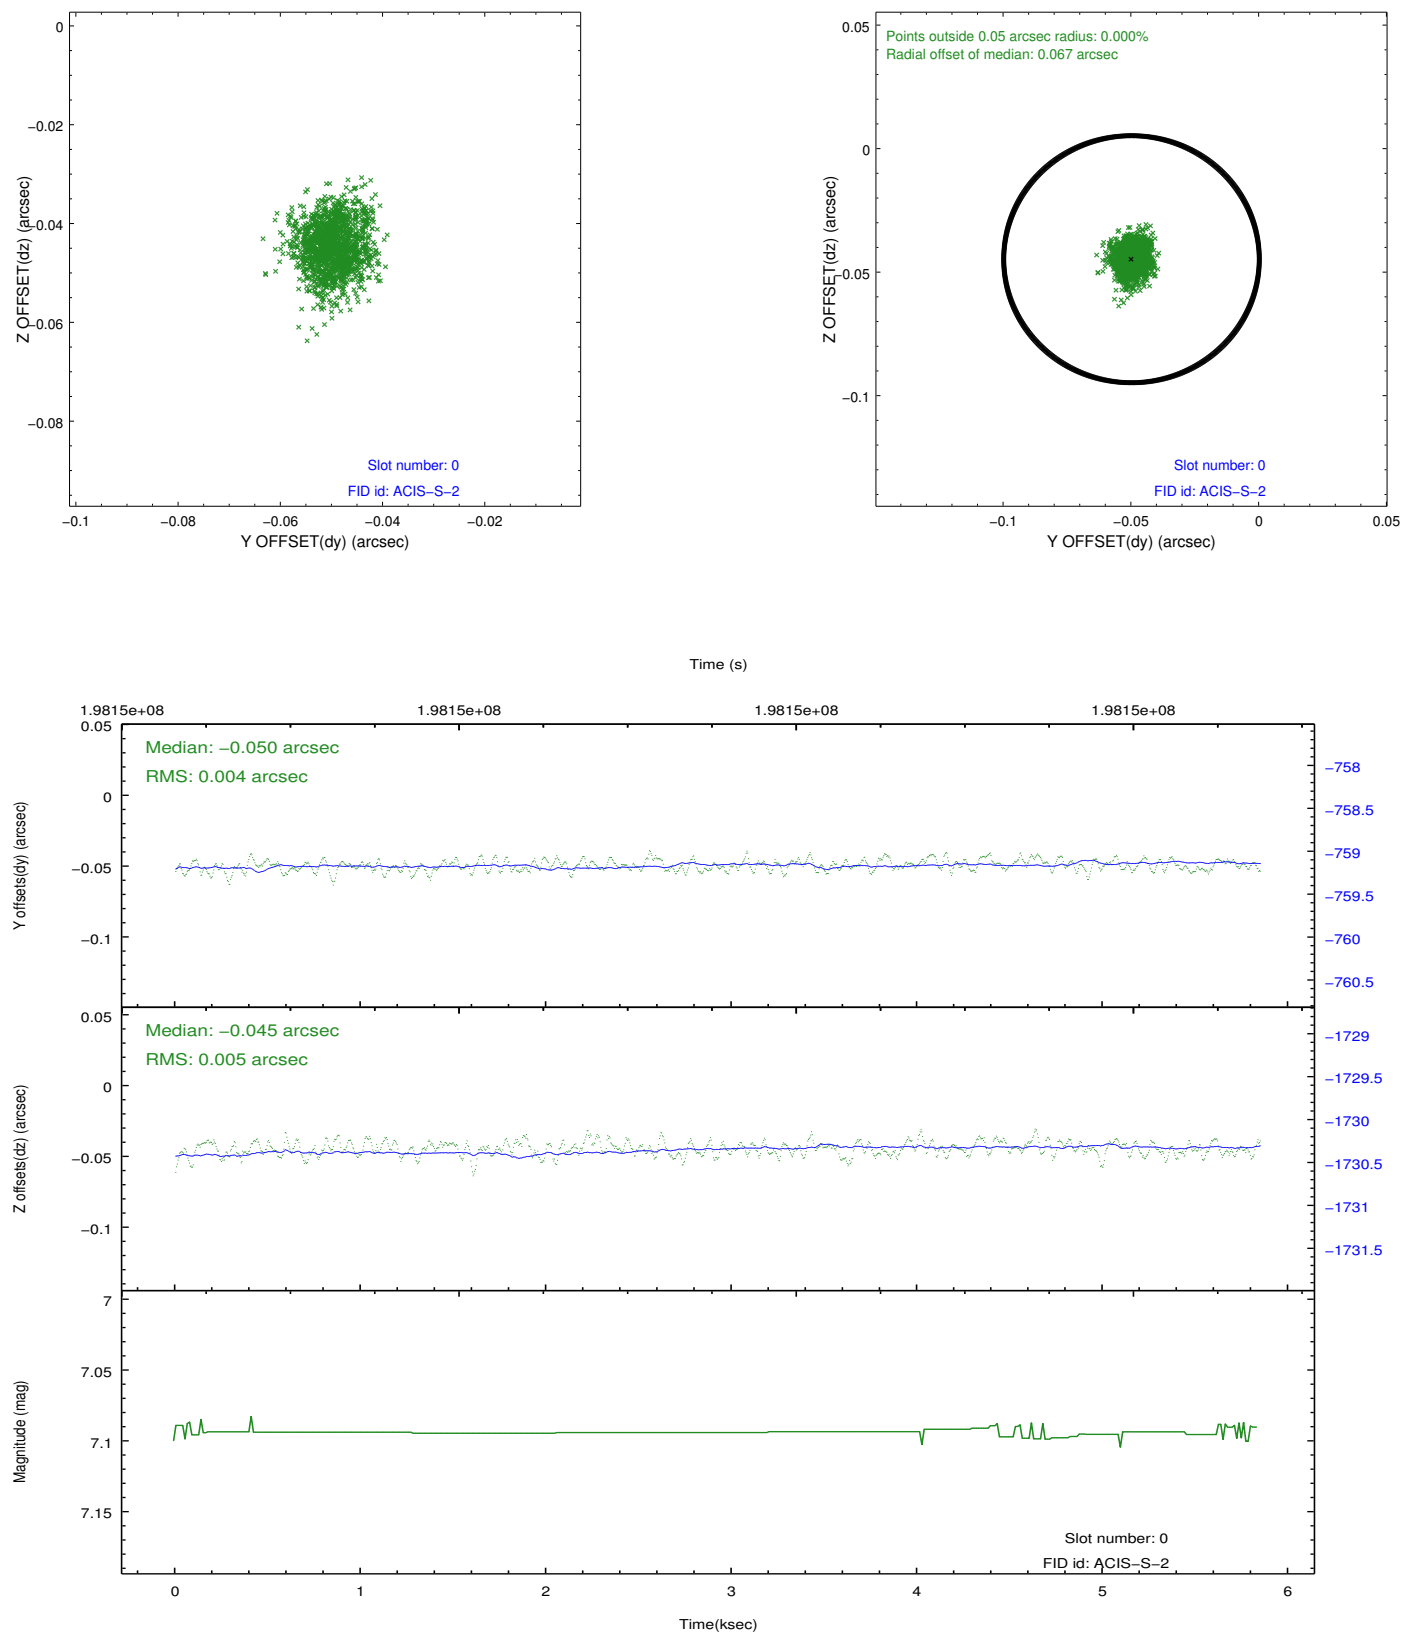 0
−0.02
−0.04
−0.06
−0.08
−0.1
−0.08
−0.06
−0.04
−0.02
Z OFFSET(dz) (arcsec)
Y OFFSET(dy) (arcsec)
Slot number: 0
FID id: ACIS−S−2
Points outside 0.05 arcsec radius: 0.000%
Radial offset of median: 0.067 arcsec
0.05
0
−0.05
−0.1
−0.1
−0.05
0
0.05
Z OFFSET(dz) (arcsec)
Y OFFSET(dy) (arcsec)
Slot number: 0
FID id: ACIS−S−2
Time (s)
1.9815e+08
1.9815e+08
1.9815e+08
1.9815e+08
Median: −0.050 arcsec
RMS: 0.004 arcsec
0.05
0
−0.05
−0.1
Y offsets(dy) (arcsec)
−758
−758.5
−759
−759.5
−760
−760.5
Median: −0.045 arcsec
RMS: 0.005 arcsec
0.05
0
−0.05
−0.1
Z offsets(dz) (arcsec)
−1729
−1729.5
−1730
−1730.5
−1731
−1731.5
7
7.05
7.1
7.15
Magnitude (mag)
Slot number: 0
FID id: ACIS−S−2
0
1
2
3
4
5
6
Time(ksec)